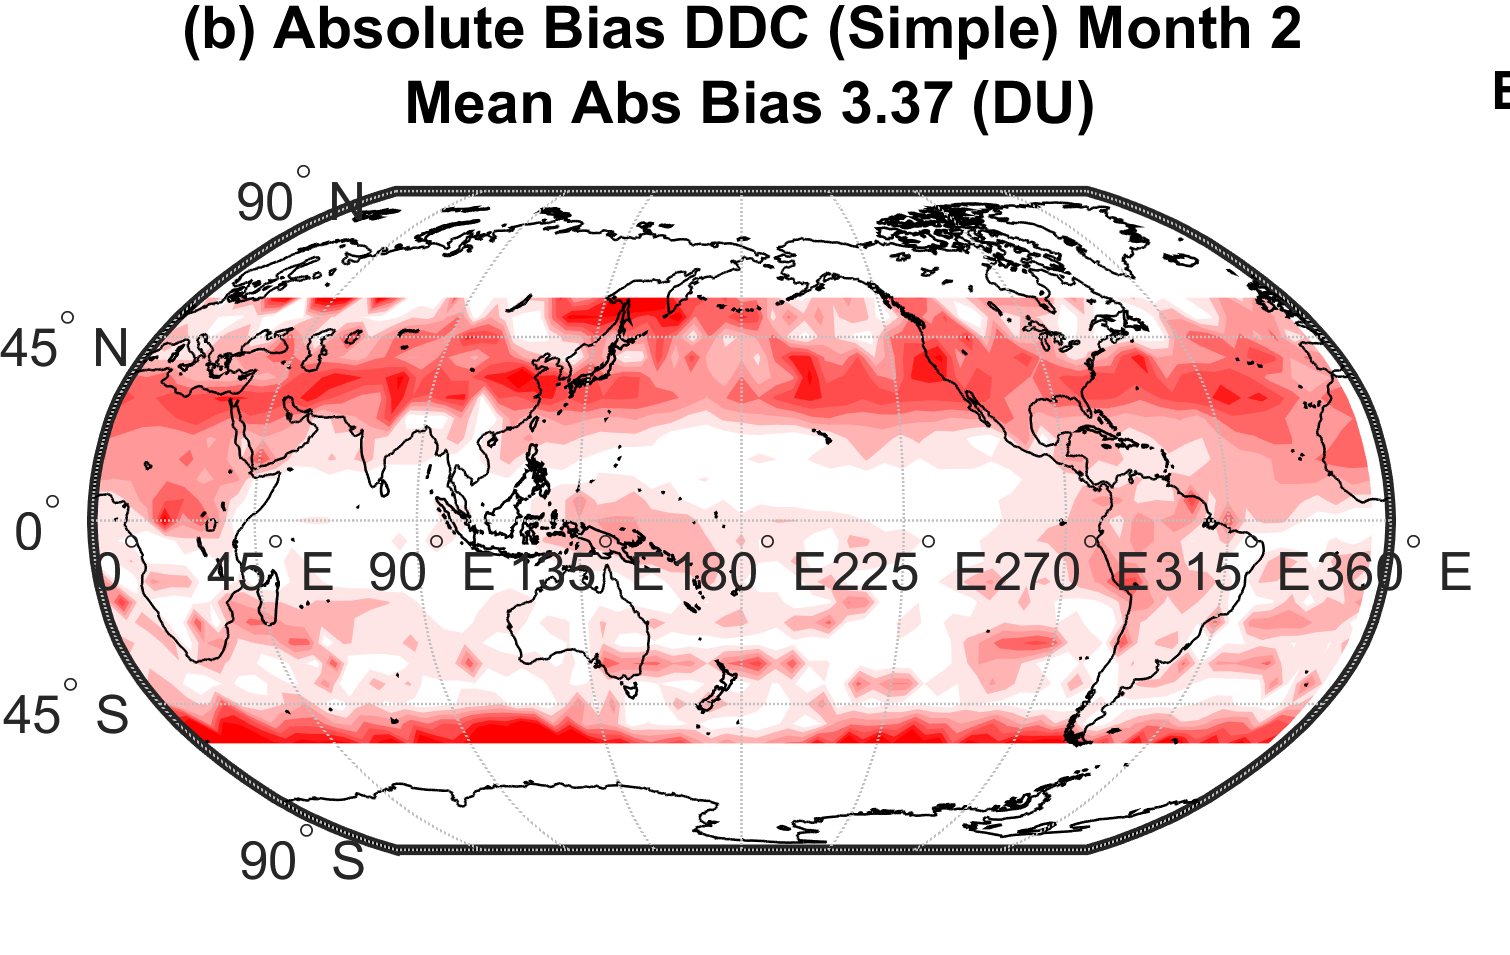 (b) Absolute Bias DDC (Simple) Month 2
Mean Abs Bias 3.37 (DU)
E
90° N
45° N
0°
0° 45° E 90° E 135° E 180° E 225° E 270° E 315° E 360° E
45° S
90° S